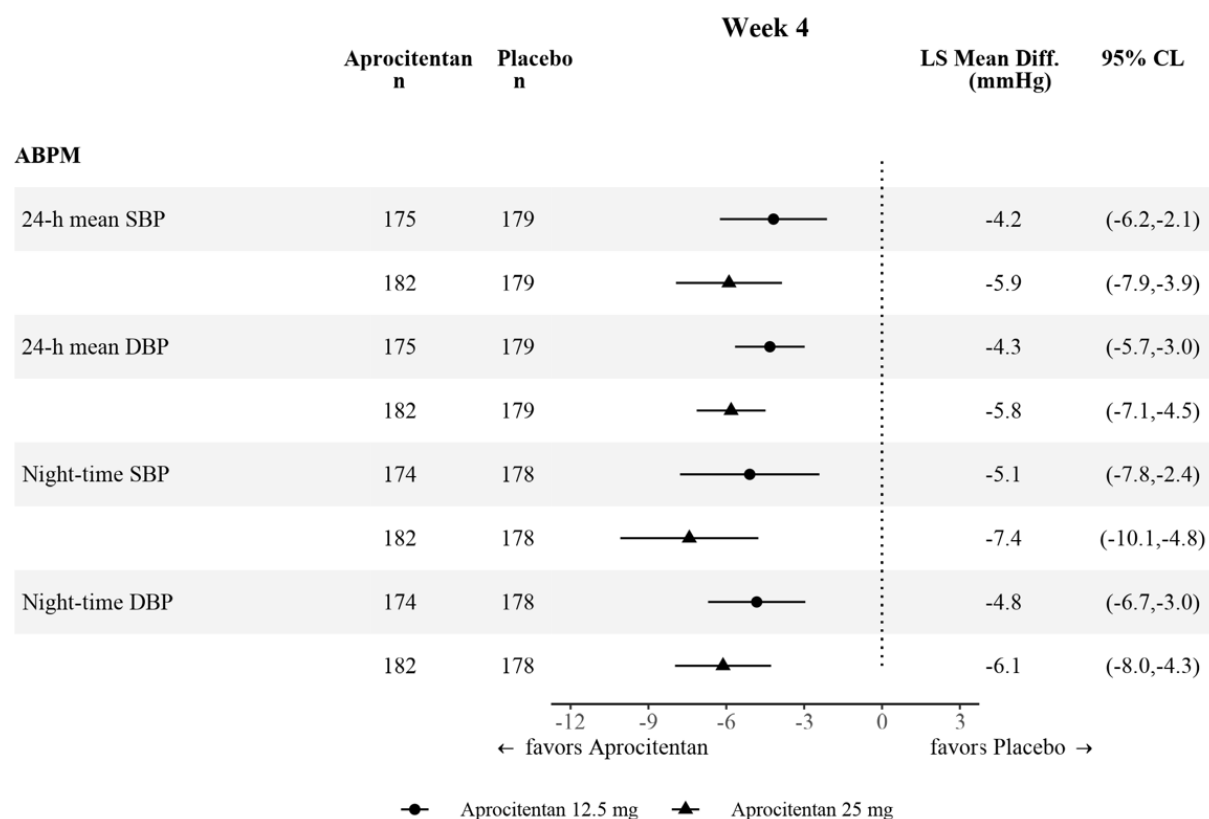 Week 4
Aprocitentan Placebo LS Mean Diff. 95% CL
n n (mmHg)
ABPM
24-h mean SBP 175 179 -4.2 (-6.2,-2.1)
182 179 -5.9 (-7.9,-3.9)
24-h mean DBP 175 179 -4.3 (-5.7,-3.0)
182 179 -5.8 (-7.1,-4.5)
Night-time SBP 174 178 -5.1 (-7.8,-2.4)
182 178 -7.4 (-10.1,-4.8)
Night-time DBP 174 178 -4.8 (-6.7,-3.0)
182 178 -6.1 (-8.0,-4.3)
-12 -9 -6 -3 0 3
← favors Aprocitentan favors Placebo →
Aprocitentan 12.5 mg Aprocitentan 25 mg